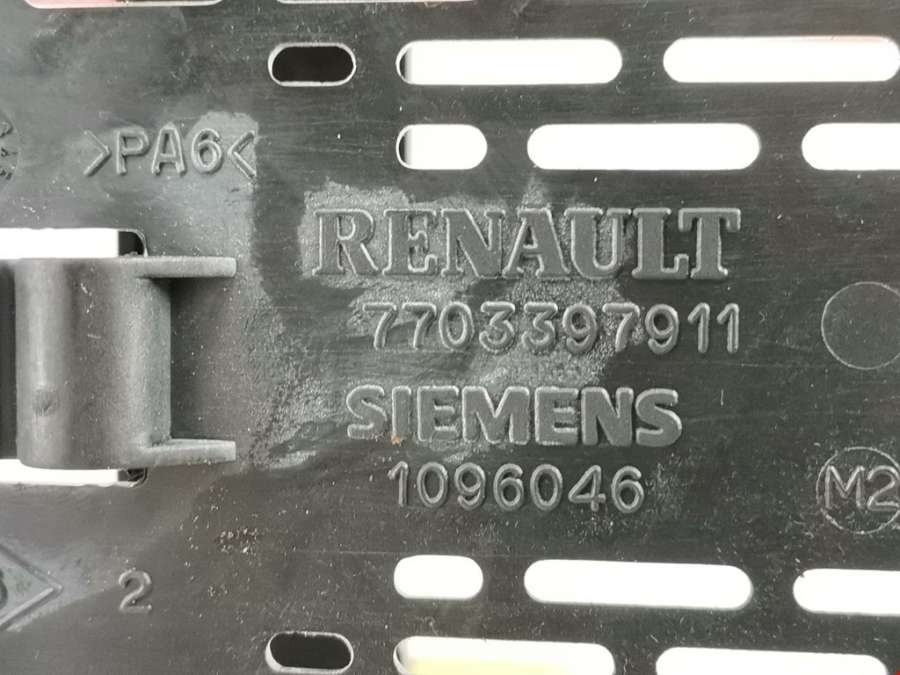 >PA6<
RENAULT
7703397911
SIEMENS
1096046
M2
2